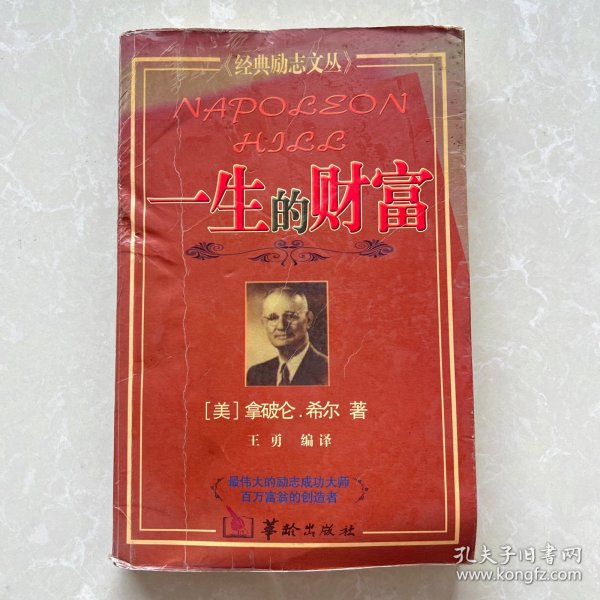 《经典励志文丛》
NAPOLEON
HILL
一生的财富
[美]拿破仑.希尔 著
王勇 编译
最伟大的励志成功大师
百万富翁的创造者
华龄出版社
孔夫子旧书网
www.kongfz.com